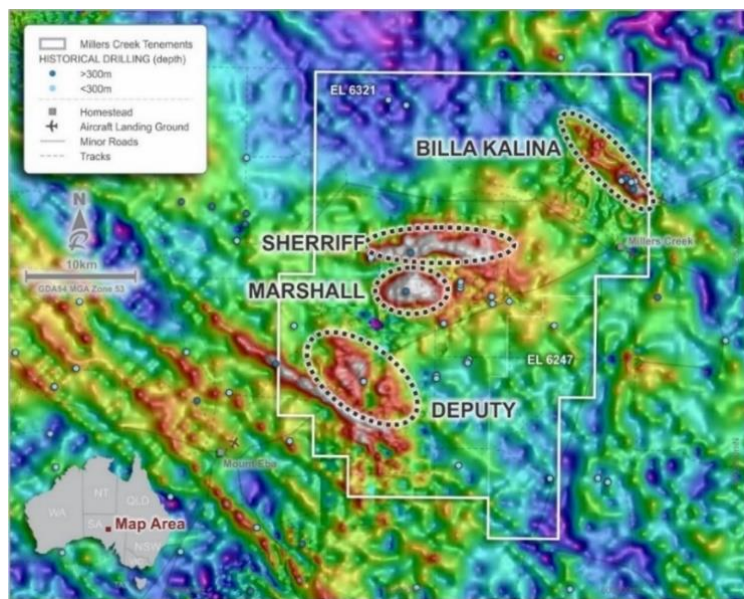 Millers Creek Tenements
HISTORICAL DRILLING (depth)
>300m
<300m
Homestead
Aircraft Landing Ground
Minor Roads
Tracks
EL 6321
BILLA KALINA
N
10km
GDA94 MGA Zone 53
SHERRIFF
Millers Creek
MARSHALL
EL 6247
DEPUTY
Mount Eba
WA
NT
QLD
SA
Map Area
NSW